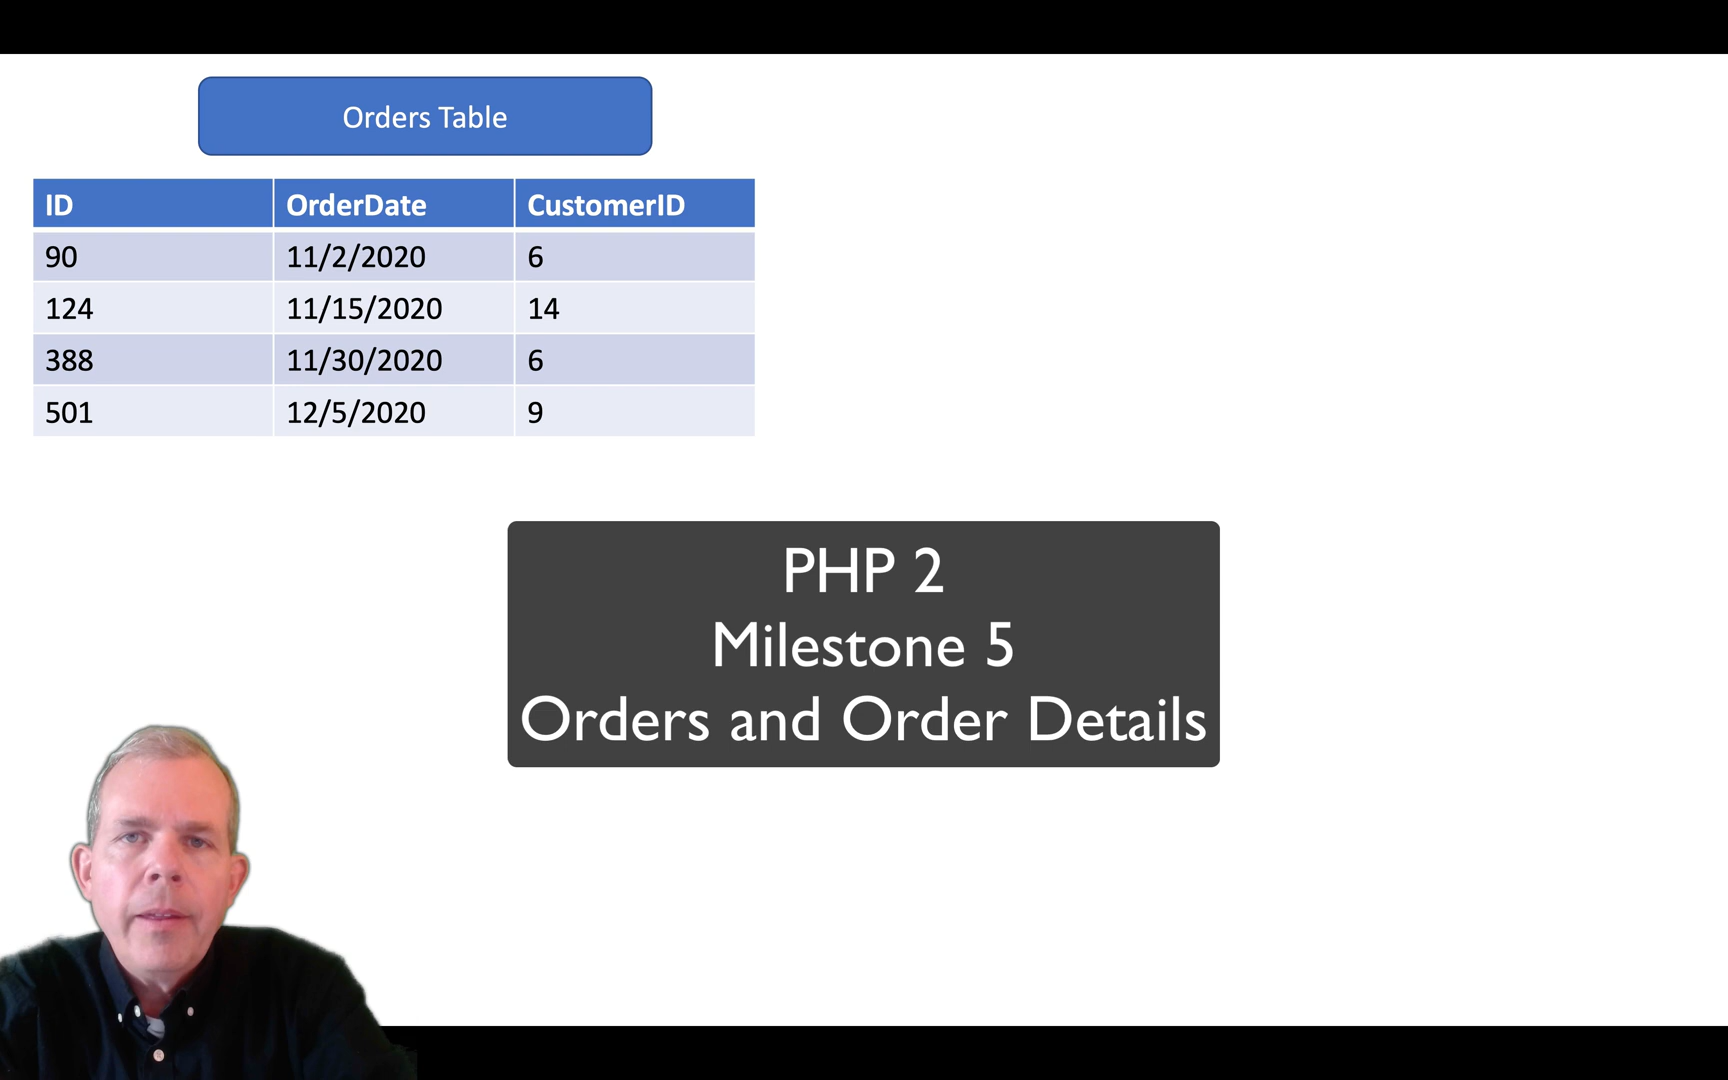 Orders Table
ID OrderDate CustomerID
90 11/2/2020 6
124 11/15/2020 14
388 11/30/2020 6
501 12/5/2020 9
PHP 2
Milestone 5
Orders and Order Details